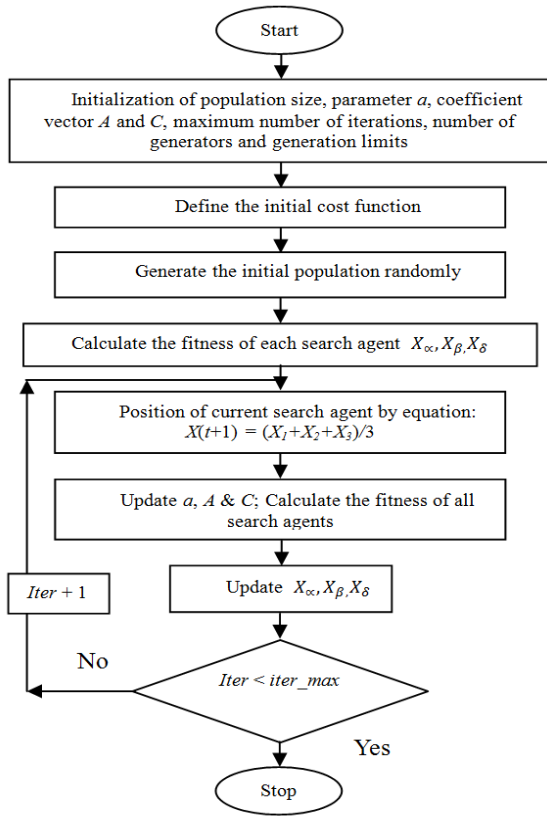 Start
Initialization of population size, parameter a, coefficient
vector A and C, maximum number of iterations, number of
generators and generation limits
Define the initial cost function
Generate the initial population randomly
Calculate the fitness of each search agent X∝, Xβ, Xδ
Position of current search agent by equation:
X(t+1) = (X1+X2+X3)/3
Update a, A & C; Calculate the fitness of all
search agents
Update X∝, Xβ, Xδ
Iter + 1
No
Iter < iter_max
Yes
Stop